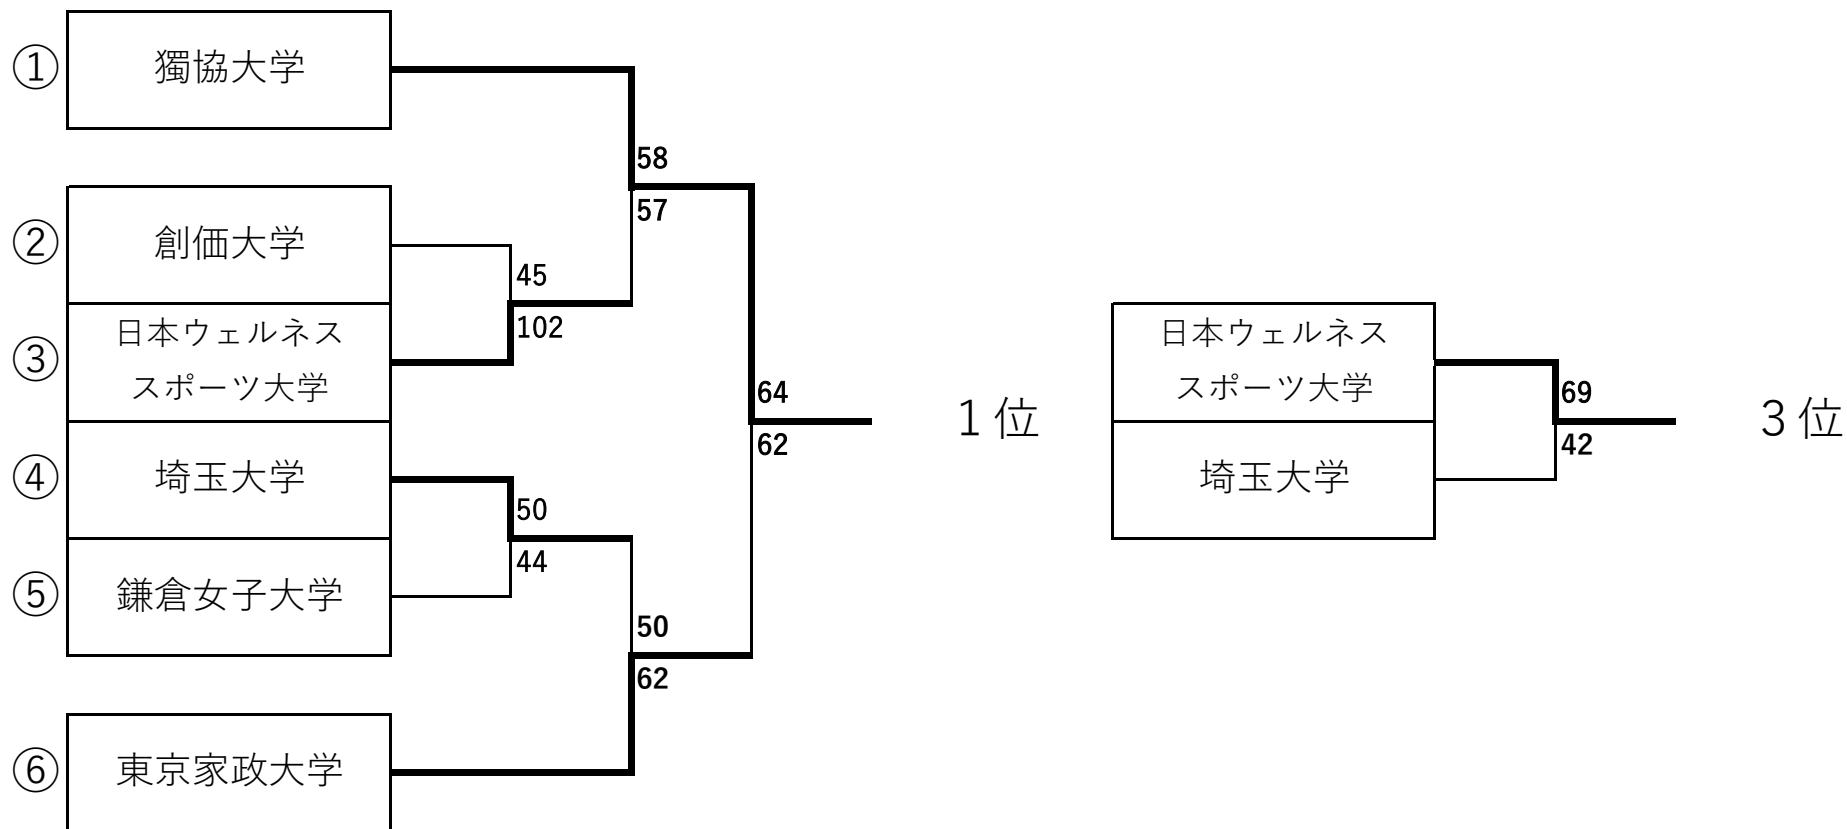 ① 獨協大学
58
57
② 創価大学
45
102
③ 日本ウェルネス
スポーツ大学
64
62
１位
④ 埼玉大学
50
44
⑤ 鎌倉女子大学
50
62
⑥ 東京家政大学
日本ウェルネス
スポーツ大学
69
42
３位
埼玉大学